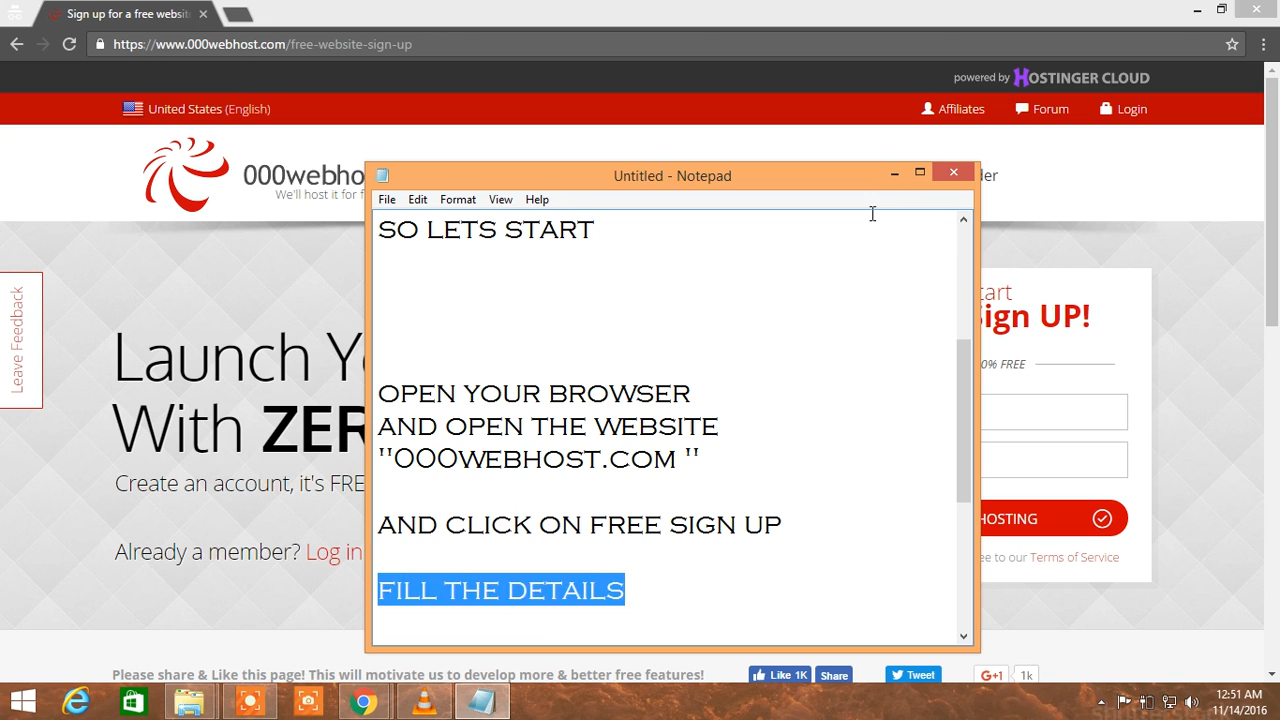 Sign up for a free websit
https://www.000webhost.com/free-website-sign-up
powered by HOSTINGER CLOUD
United States (English)
Affiliates
Forum
Login
000webho
We'll host it for f
der
Untitled - Notepad
File Edit Format View Help
SO LETS START
OPEN YOUR BROWSER
AND OPEN THE WEBSITE
"000WEBHOST.COM "
AND CLICK ON FREE SIGN UP
FILL THE DETAILS
Leave Feedback
Launch Y
With ZER
Create an account, it's FRE
Already a member? Log in
tart
Sign UP!
0% FREE
HOSTING
ee to our Terms of Service
Please share & Like this page! This will motivate us to develop more & better free features!
Like 1K
Share
Tweet
G+1
1k
12:51 AM
11/14/2016